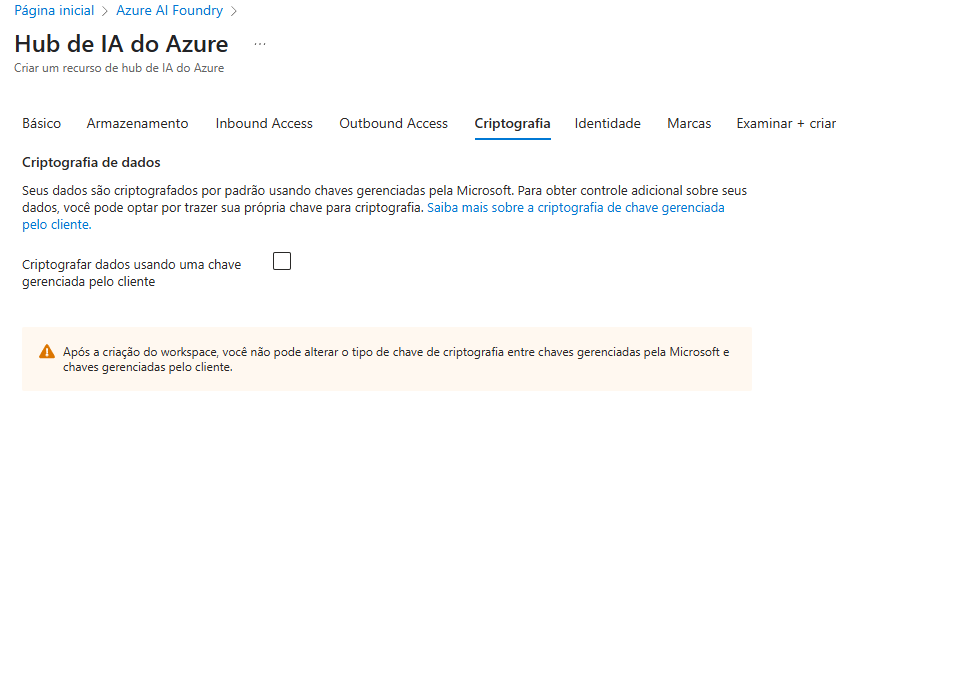 Página inicial > Azure AI Foundry >
Hub de IA do Azure ...
Criar um recurso de hub de IA do Azure
Básico Armazenamento Inbound Access Outbound Access Criptografia Identidade Marcas Examinar + criar
Criptografia de dados
Seus dados são criptografados por padrão usando chaves gerenciadas pela Microsoft. Para obter controle adicional sobre seus
dados, você pode optar por trazer sua própria chave para criptografia. Saiba mais sobre a criptografia de chave gerenciada
pelo cliente.
Criptografar dados usando uma chave
gerenciada pelo cliente
Após a criação do workspace, você não pode alterar o tipo de chave de criptografia entre chaves gerenciadas pela Microsoft e
chaves gerenciadas pelo cliente.